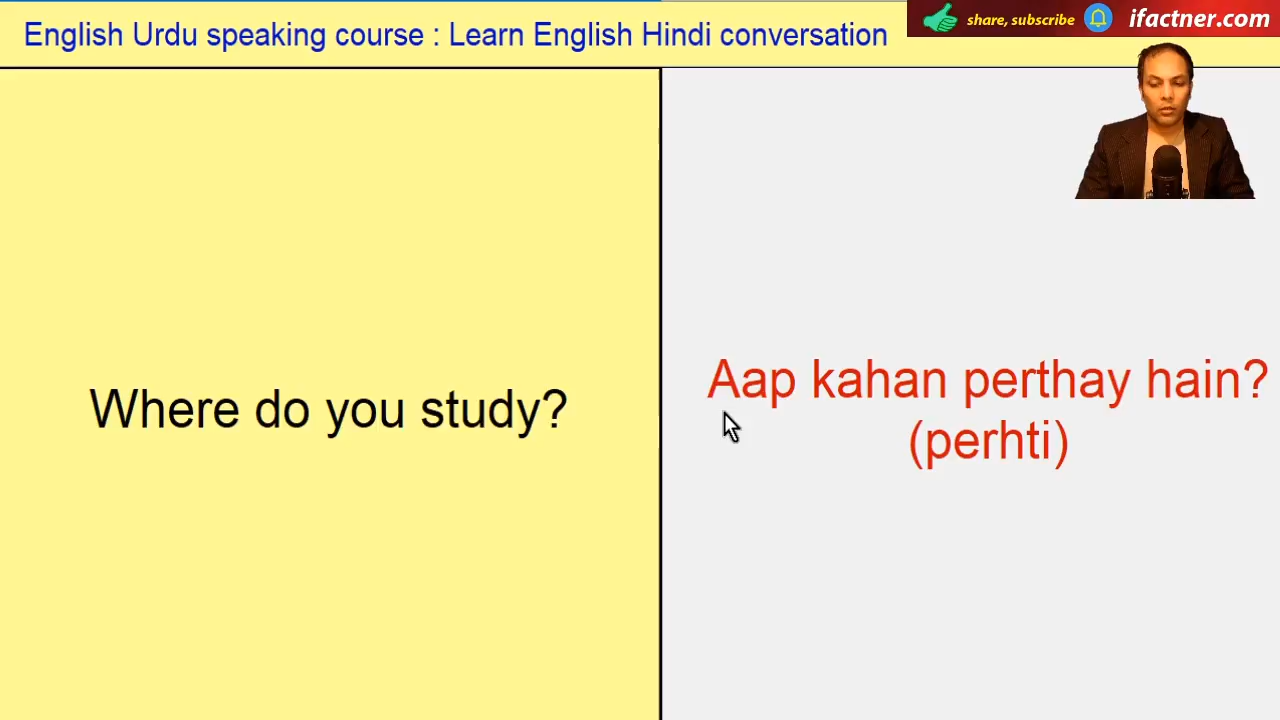 English Urdu speaking course : Learn English Hindi conversation
share, subscribe
ifactner.com
Where do you study?
Aap kahan perthay hain?
(perhti)